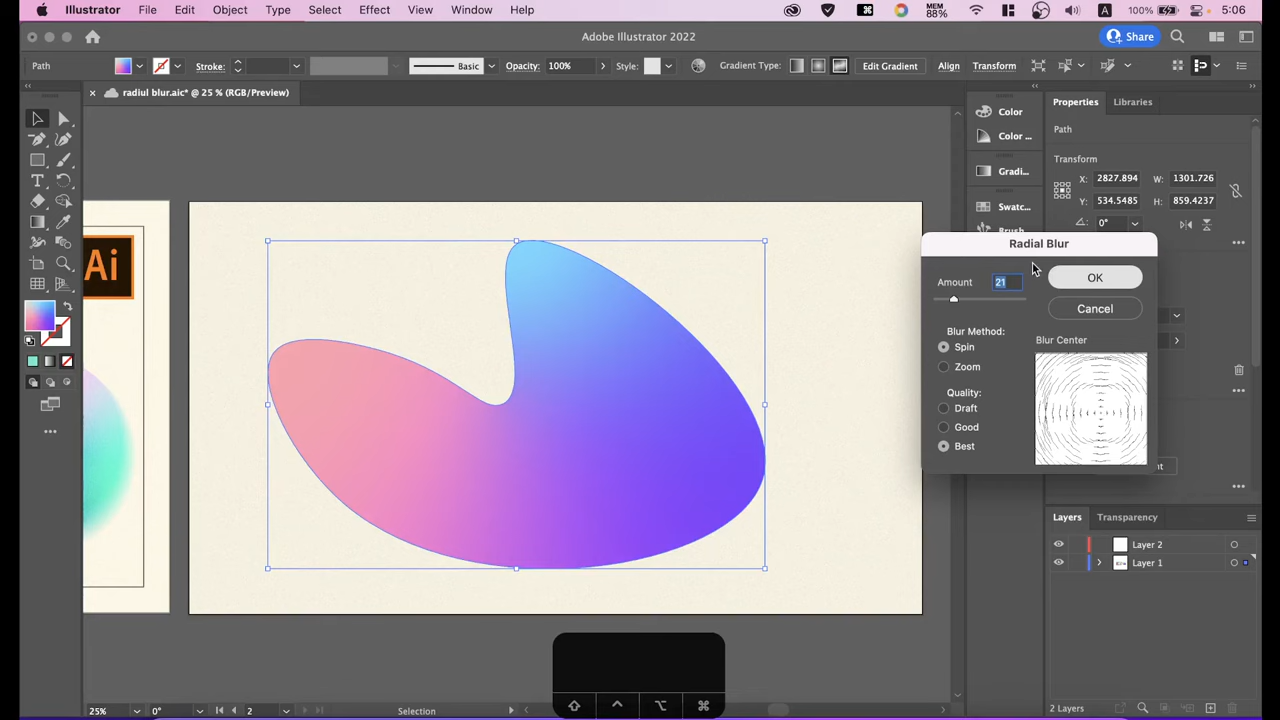 Illustrator File Edit Object Type Select Effect View Window Help MEM 88% A 100% 5:06
Adobe Illustrator 2022 Share
Path Stroke: Basic Opacity: 100% Style: Gradient Type: Edit Gradient Align Transform
radiul blur.aic* @ 25 % (RGB/Preview)
Color
Color ...
Gradi...
Swatc...
Properties Libraries
Path
Transform
X: 2827.894 W: 1301.726
Y: 534.5485 H: 859.4237
0°
Ai
Radial Blur
Amount 21 OK
Cancel
Blur Method:
Spin
Zoom
Blur Center
Quality:
Draft
Good
Best
Layers Transparency
Layer 2
Layer 1
2 Layers
25% 0° 2 Selection